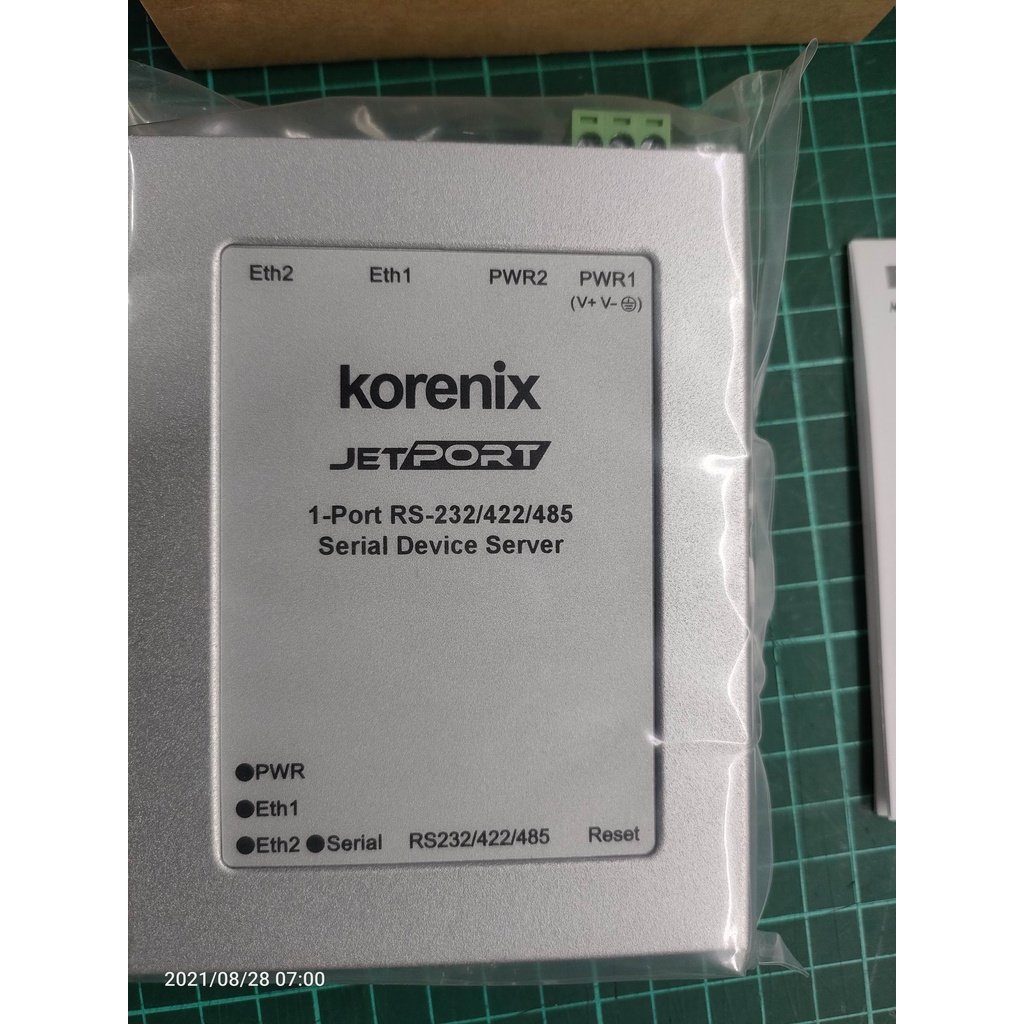 Eth2 Eth1 PWR2 PWR1
(V+ V- ⏚)
korenix
JETPORT
1-Port RS-232/422/485
Serial Device Server
●PWR
●Eth1
●Eth2 ●Serial RS232/422/485 Reset
2021/08/28 07:00